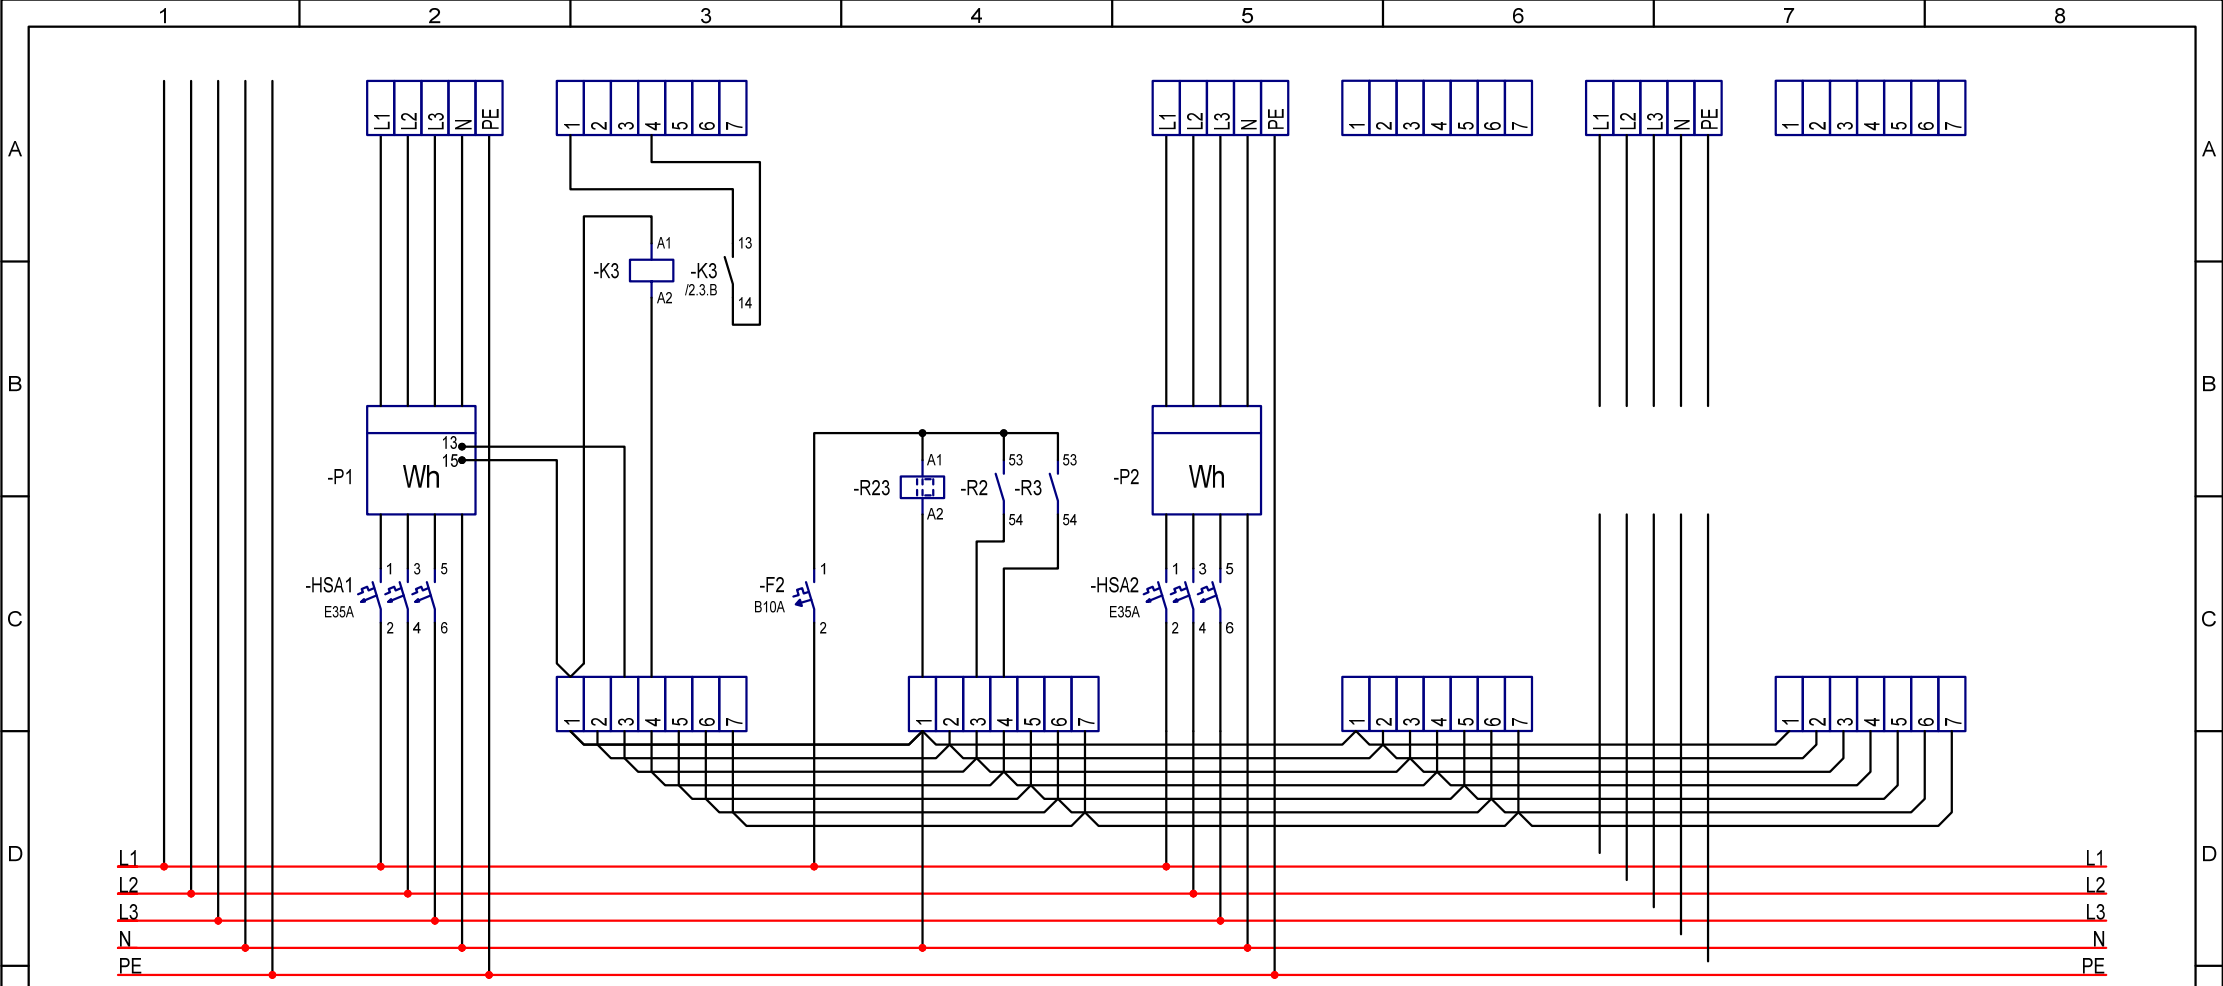 1 2 3 4 5 6 7 8
L1 L2 L3 N PE 1 2 3 4 5 6 7 L1 L2 L3 N PE 1 2 3 4 5 6 7 L1 L2 L3 N PE 1 2 3 4 5 6 7
A A
A1 13
-K3 -K3
/2.3.B
A2 14
B B
13
15 A1 53 53
-P1 Wh -R23 -R2 -R3 -P2 Wh
A2 54 54
1 3 5 1 1 3 5
-HSA1 -F2 -HSA2
E35A B10A E35A
2 4 6 2 2 4 6
C C
1 2 3 4 5 6 7 1 2 3 4 5 6 7 1 2 3 4 5 6 7 1 2 3 4 5 6 7
D D
L1 L1
L2 L2
L3 L3
N N
PE PE